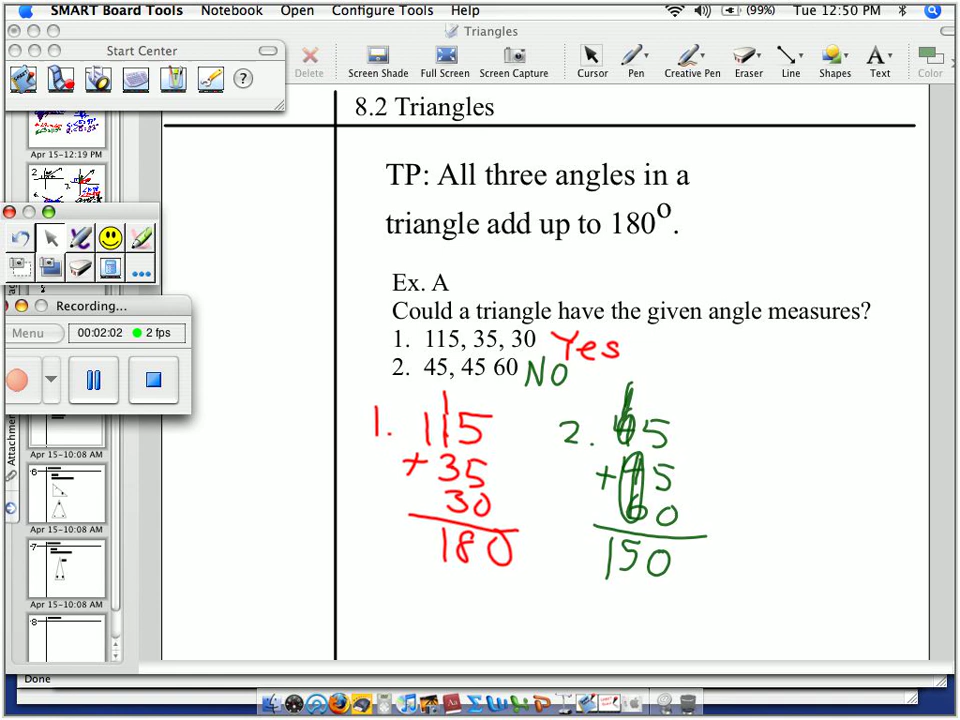 SMART Board Tools Notebook Open Configure Tools Help (99%) Tue 12:50 PM
Triangles
Start Center
Delete Screen Shade Full Screen Screen Capture Cursor Pen Creative Pen Eraser Line Shapes Text Color
8.2 Triangles
Apr 15-12:19 PM
TP: All three angles in a
triangle add up to 180°.
Ex. A
Could a triangle have the given angle measures?
1. 115, 35, 30 Yes
2. 45, 45 60 NO
Recording...
Menu 00:02:02 2 fps
1
1. 115
+ 35
30
180
2. 45
+ 45
60
150
Attachments
Apr 15-10:08 AM
6
Apr 15-10:08 AM
7
Apr 15-10:08 AM
8
Done